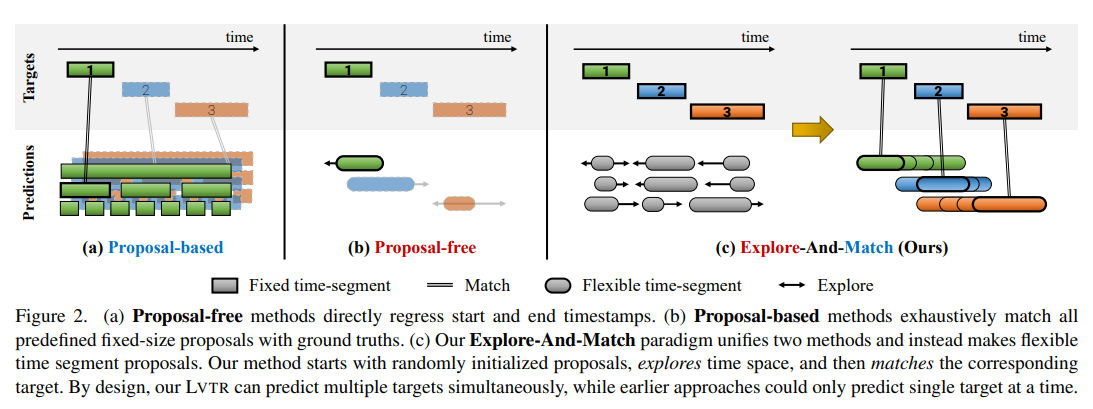 time
time
time
time
Targets
1
2
3
1
2
3
1
2
3
1
2
3
Predictions
(a) Proposal-based
(b) Proposal-free
(c) Explore-And-Match (Ours)
Fixed time-segment
Match
Flexible time-segment
Explore
Figure 2. (a) Proposal-free methods directly regress start and end timestamps. (b) Proposal-based methods exhaustively match all
predefined fixed-size proposals with ground truths. (c) Our Explore-And-Match paradigm unifies two methods and instead makes flexible
time segment proposals. Our method starts with randomly initialized proposals, explores time space, and then matches the corresponding
target. By design, our LVTR can predict multiple targets simultaneously, while earlier approaches could only predict single target at a time.